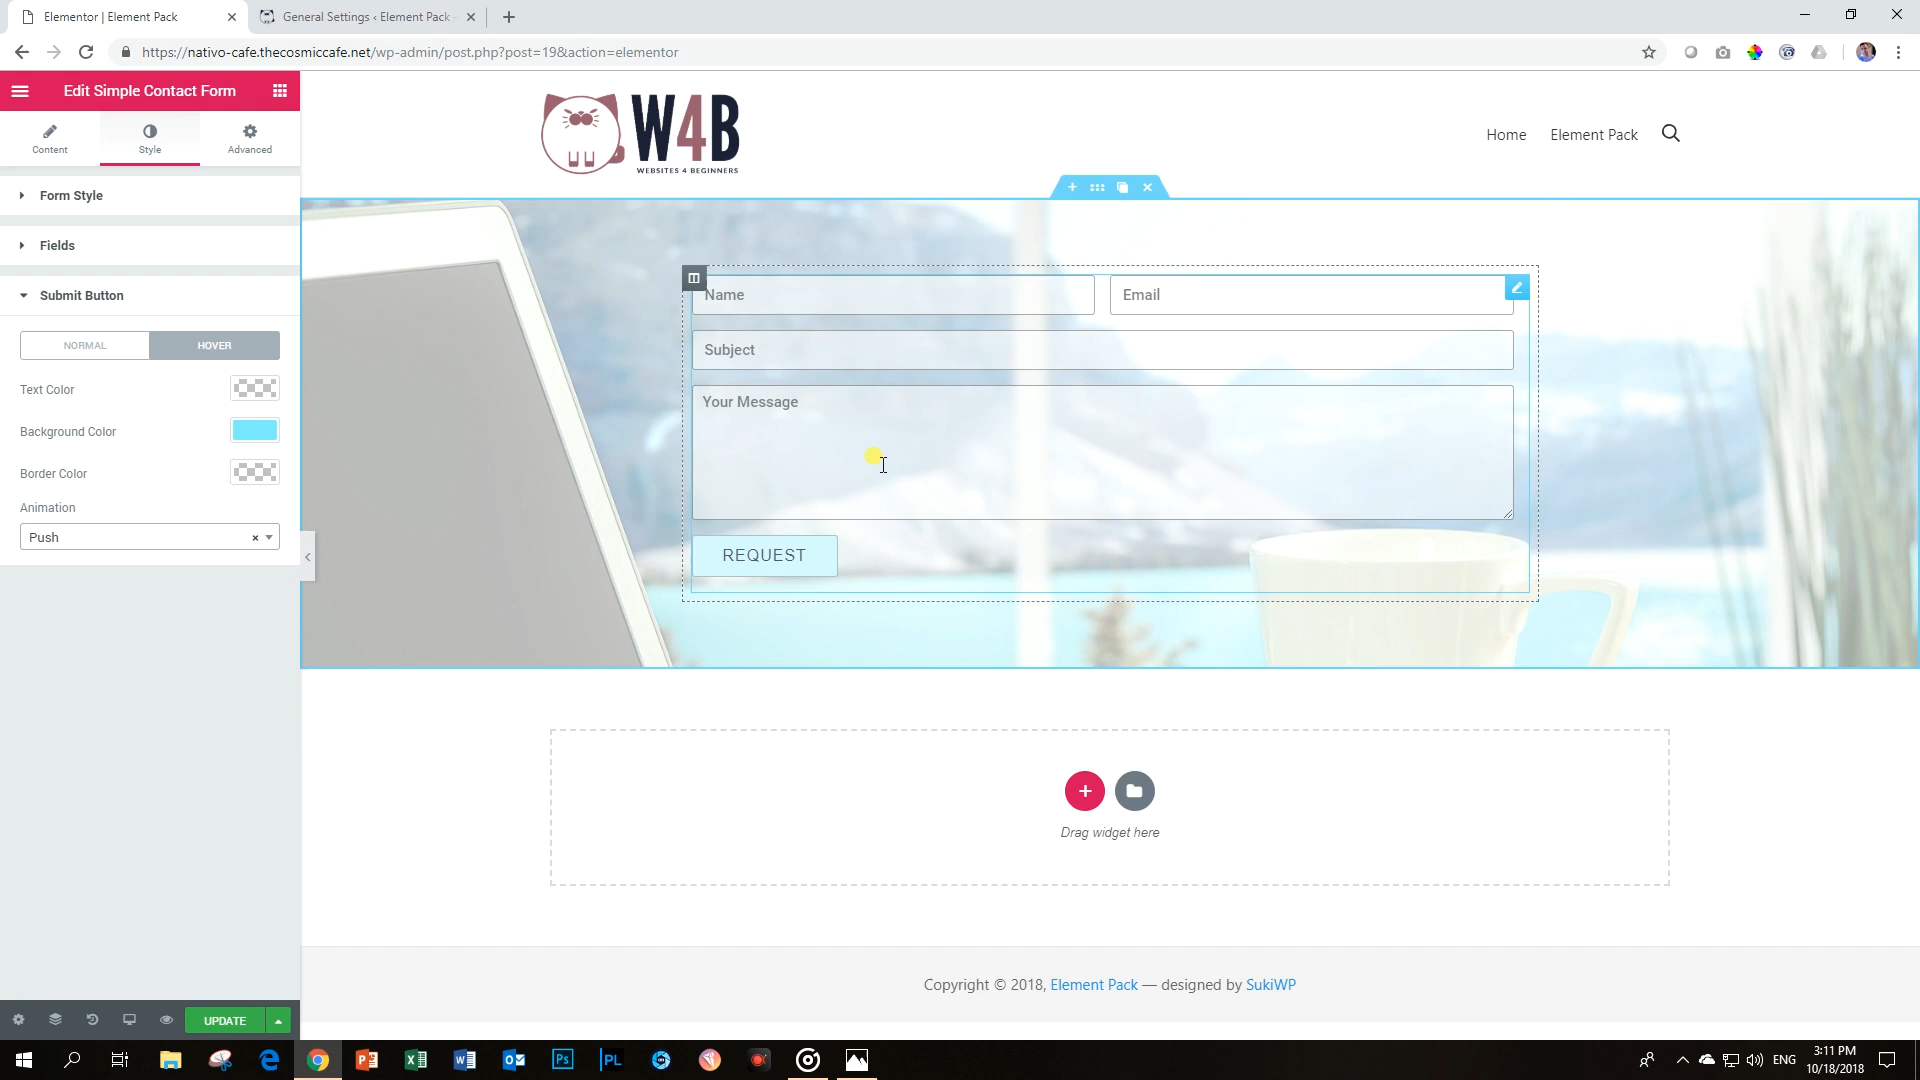 Elementor | Element Pack
General Settings ‹ Element Pack -
https://nativo-cafe.thecosmiccafe.net/wp-admin/post.php?post=19&action=elementor
Edit Simple Contact Form
Content
Style
Advanced
Form Style
Fields
Submit Button
NORMAL
HOVER
Text Color
Background Color
Border Color
Animation
Push
UPDATE
W4B
WEBSITES 4 BEGINNERS
Home
Element Pack
Name
Email
Subject
Your Message
REQUEST
Drag widget here
Copyright © 2018, Element Pack — designed by SukiWP
Ps
PL
ENG
3:11 PM
10/18/2018